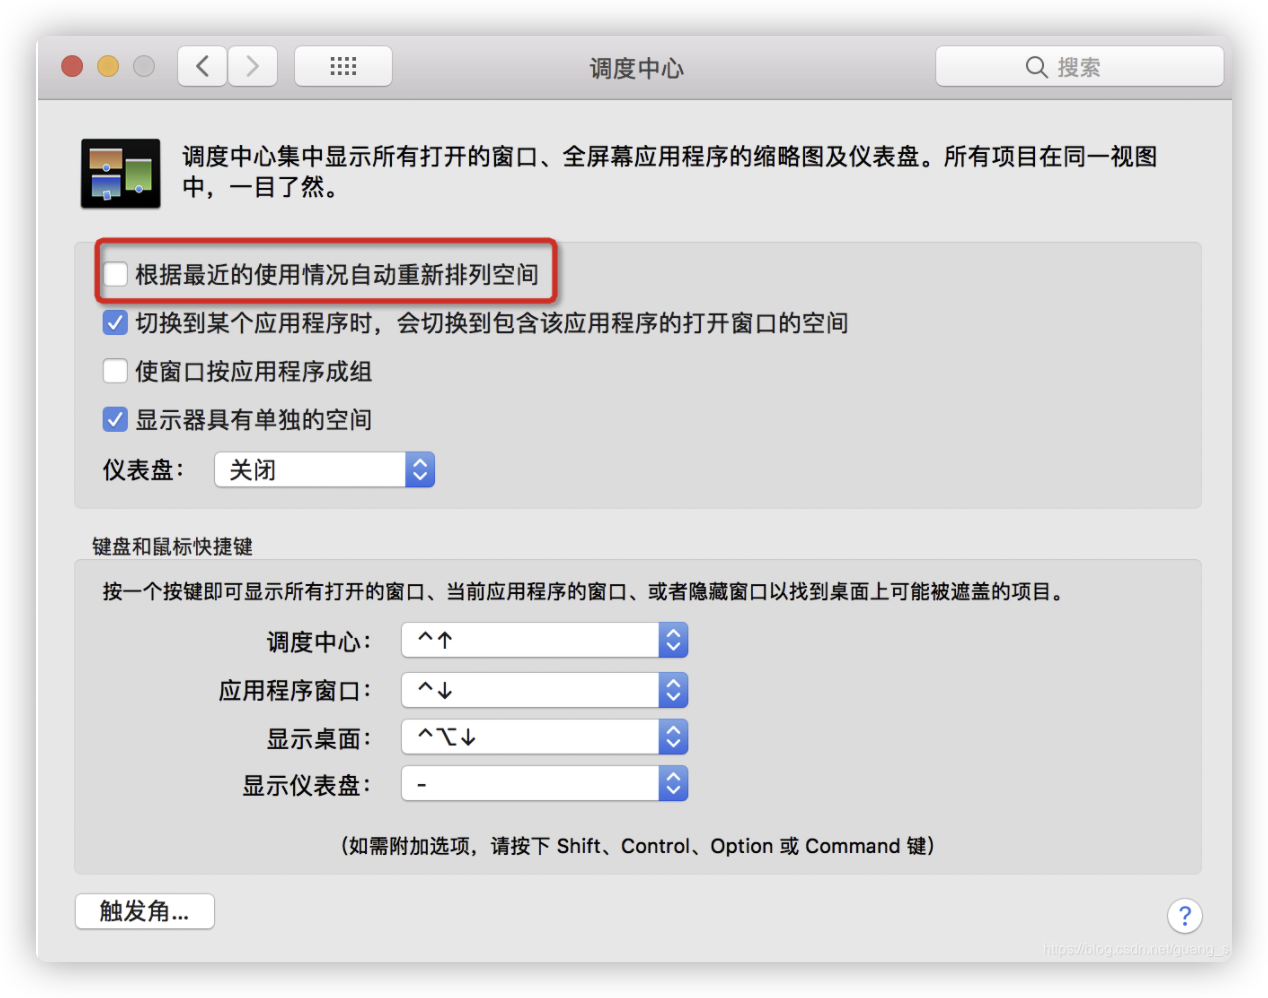 调度中心
搜索
调度中心集中显示所有打开的窗口、全屏幕应用程序的缩略图及仪表盘。所有项目在同一视图
中，一目了然。
根据最近的使用情况自动重新排列空间
切换到某个应用程序时，会切换到包含该应用程序的打开窗口的空间
使窗口按应用程序成组
显示器具有单独的空间
仪表盘： 关闭
键盘和鼠标快捷键
按一个按键即可显示所有打开的窗口、当前应用程序的窗口、或者隐藏窗口以找到桌面上可能被遮盖的项目。
调度中心： ^↑
应用程序窗口： ^↓
显示桌面： ^⌥↓
显示仪表盘： -
（如需附加选项，请按下 Shift、Control、Option 或 Command 键）
触发角...
?
https://blog.csdn.net/guang_s